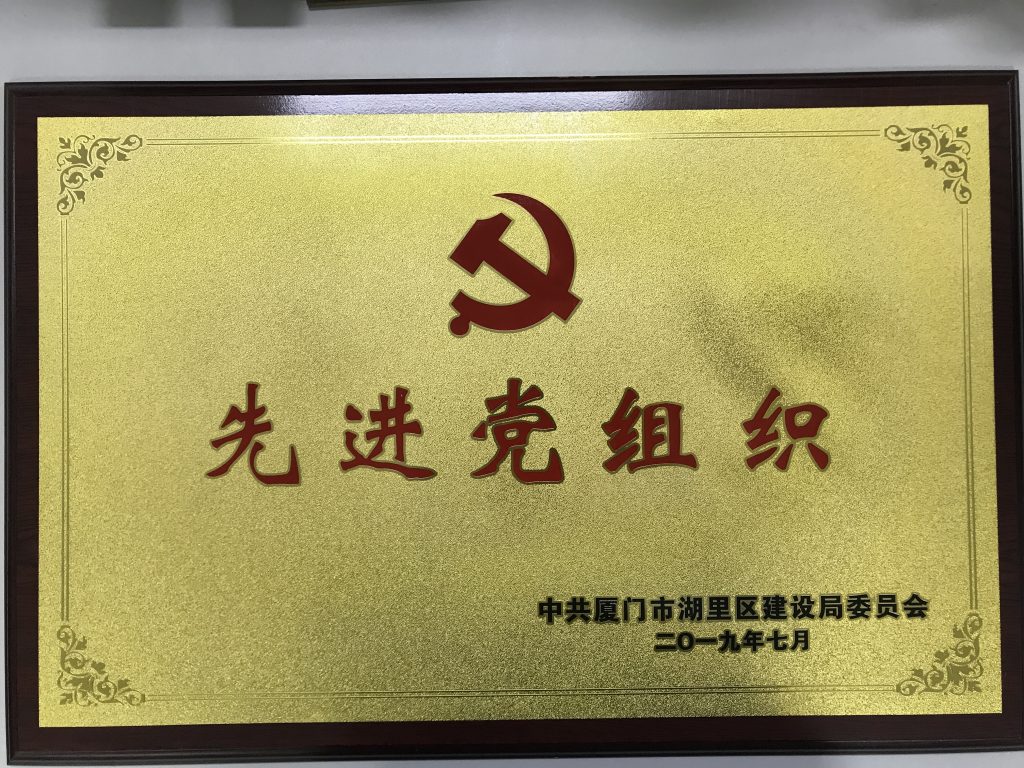 先进党组织
中共厦门市湖里区建设局委员会
二〇一九年七月